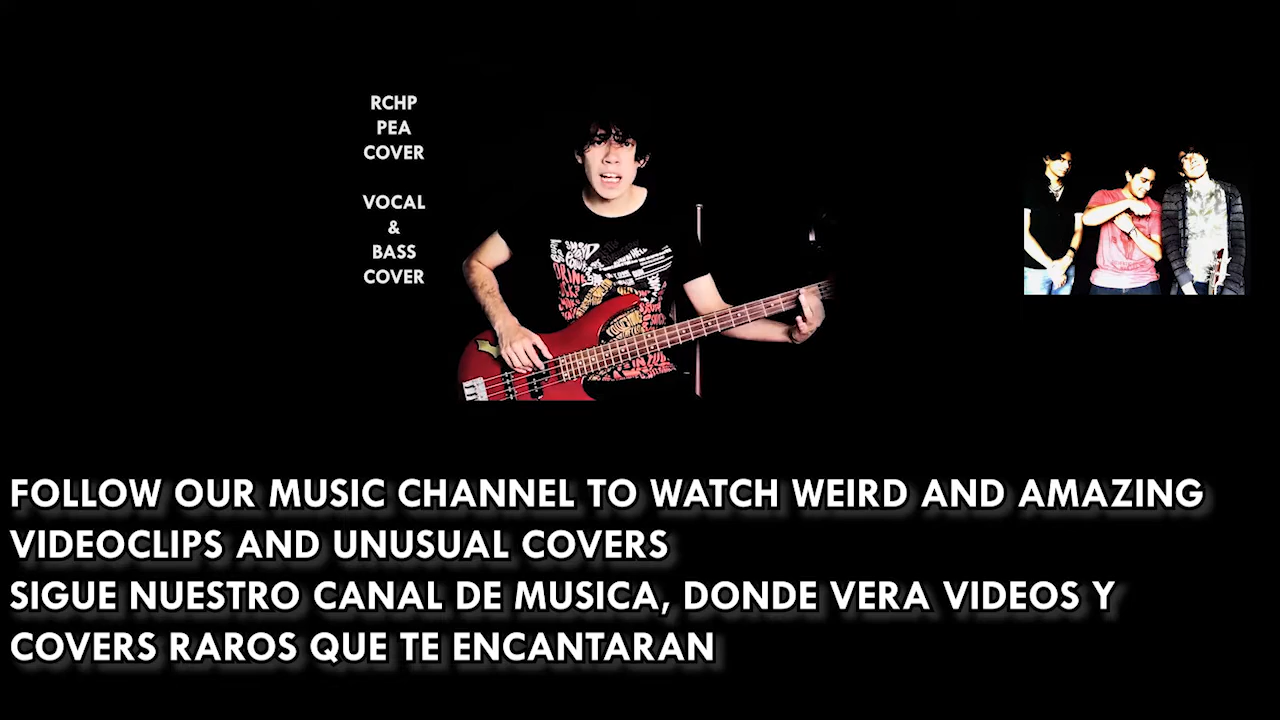 RCHP
PEA
COVER
VOCAL
&
BASS
COVER
FOLLOW OUR MUSIC CHANNEL TO WATCH WEIRD AND AMAZING
VIDEOCLIPS AND UNUSUAL COVERS
SIGUE NUESTRO CANAL DE MUSICA, DONDE VERA VIDEOS Y
COVERS RAROS QUE TE ENCANTARAN